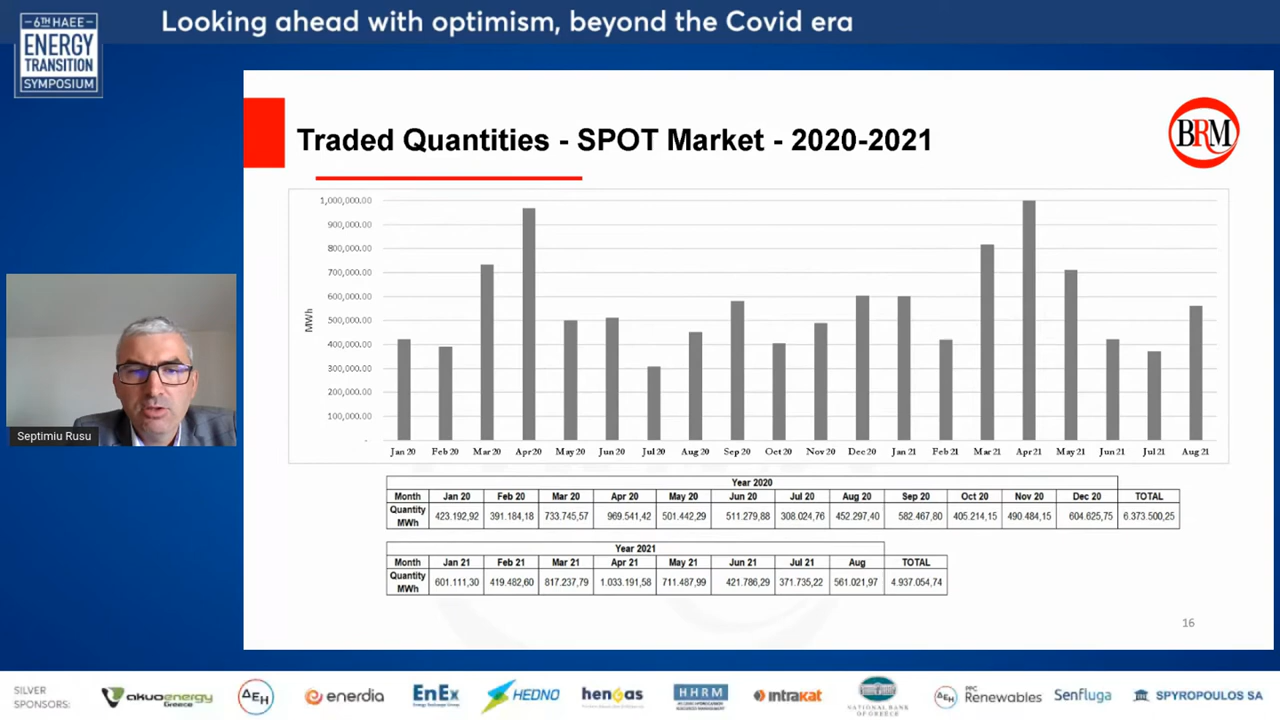 6TH HAEE
ENERGY
TRANSITION
SYMPOSIUM
Looking ahead with optimism, beyond the Covid era
Traded Quantities - SPOT Market - 2020-2021
BRM
1,000,000.00
900,000.00
800,000.00
700,000.00
600,000.00
500,000.00
400,000.00
300,000.00
200,000.00
100,000.00
-
MWh
Jan 20 Feb 20 Mar 20 Apr 20 May 20 Jun 20 Jul 20 Aug 20 Sep 20 Oct 20 Nov 20 Dec 20 Jan 21 Feb 21 Mar 21 Apr 21 May 21 Jun 21 Jul 21 Aug 21
Year 2020
Month Jan 20 Feb 20 Mar 20 Apr 20 May 20 Jun 20 Jul 20 Aug 20 Sep 20 Oct 20 Nov 20 Dec 20 TOTAL
Quantity MWh 423.192,92 391.184,18 733.745,57 969.541,42 501.442,29 511.279,88 308.024,76 452.297,40 582.467,80 405.214,15 490.484,15 604.625,75 6.373.500,25
Year 2021
Month Jan 21 Feb 21 Mar 21 Apr 21 May 21 Jun 21 Jul 21 Aug TOTAL
Quantity MWh 601.111,30 419.482,60 817.237,79 1.033.191,58 711.487,99 421.786,29 371.735,22 561.021,97 4.937.054,74
16
Septimiu Rusu
SILVER
SPONSORS:
akuoenergy
Greece
ΔEH
enerdia
EnEx
HEDNO
hengas
HHRM
intrakat
NATIONAL BANK
OF GREECE
ΔEH
PPC
Renewables
Senfluga
SPYROPOULOS SA